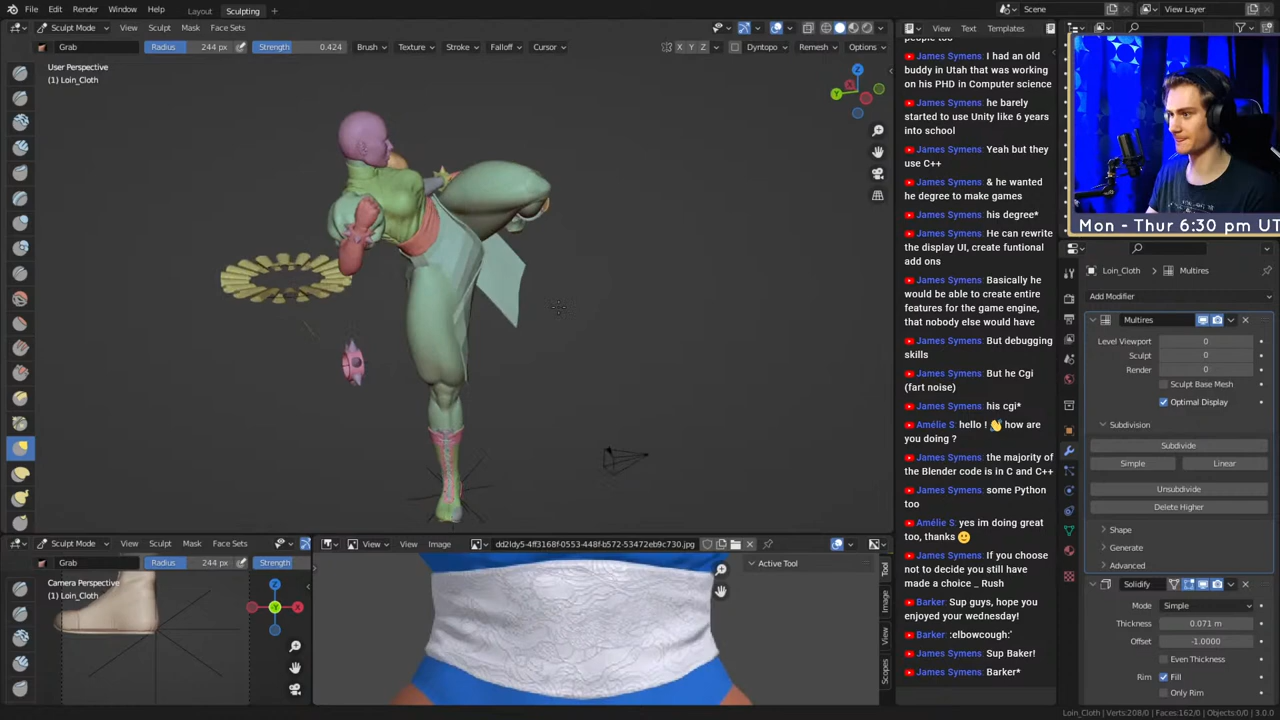 File Edit Render Window Help Layout Sculpting + Scene View Layer
Sculpt Mode View Sculpt Mask Face Sets
Grab Radius 244 px Strength 0.424 Brush Texture Stroke Falloff Cursor X Y Z Dyntopo Remesh Options
User Perspective
(1) Loin_Cloth
Z
Y
X
View Text Templates
people too
James Symens: I had an old
buddy in Utah that was working
on his PHD in Computer science
James Symens: he barely
started to use Unity like 6 years
into school
James Symens: Yeah but they
use C++
James Symens: & he wanted
he degree to make games
James Symens: his degree*
James Symens: He can rewrite
the display UI, create funtional
add ons
James Symens: Basically he
would be able to create entire
features for the game engine,
that nobody else would have
James Symens: But debugging
skills
James Symens: But he Cgi
(fart noise)
James Symens: his cgi*
Amélie S: hello ! 👋 how are
you doing ?
James Symens: the majority of
the Blender code is in C and C++
James Symens: some Python
too
Amélie S: yes im doing great
too, thanks 🙂
James Symens: If you choose
not to decide you still have
made a choice _ Rush
Barker: Sup guys, hope you
enjoyed your wednesday!
Barker: :elbowcough:'
James Symens: Sup Baker!
James Symens: Barker*
Mon - Thur 6:30 pm UT
Loin_Cloth Multires
Add Modifier
Multires
Level Viewport 0
Sculpt 0
Render 0
Sculpt Base Mesh
Optimal Display
Subdivision
Subdivide
Simple Linear
Unsubdivide
Delete Higher
Shape
Generate
Advanced
Solidify
Mode Simple
Thickness 0.071 m
Offset -1.0000
Even Thickness
Rim Fill
Only Rim
Sculpt Mode View Sculpt Mask Face Sets
Grab Radius 244 px Strength
Camera Perspective
(1) Loin_Cloth
Z
Y
X
View View Image dd2ldy5-4ff3168f-0553-448f-b572-53472eb9c730.jpg
Active Tool
Tool
Image
View
Scopes
Loin_Cloth | Verts:208/0 | Faces:162/0 | Objects:0/0 | 3.0.0